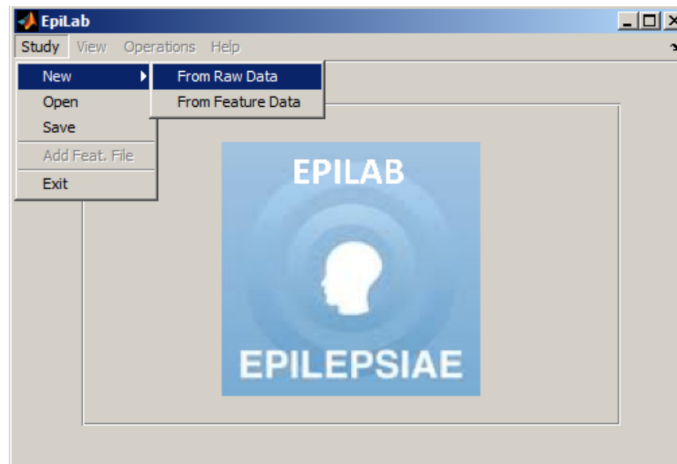 EpiLab
Study View Operations Help
New From Raw Data
Open From Feature Data
Save
Add Feat. File
Exit
EPILAB
EPILEPSIAE